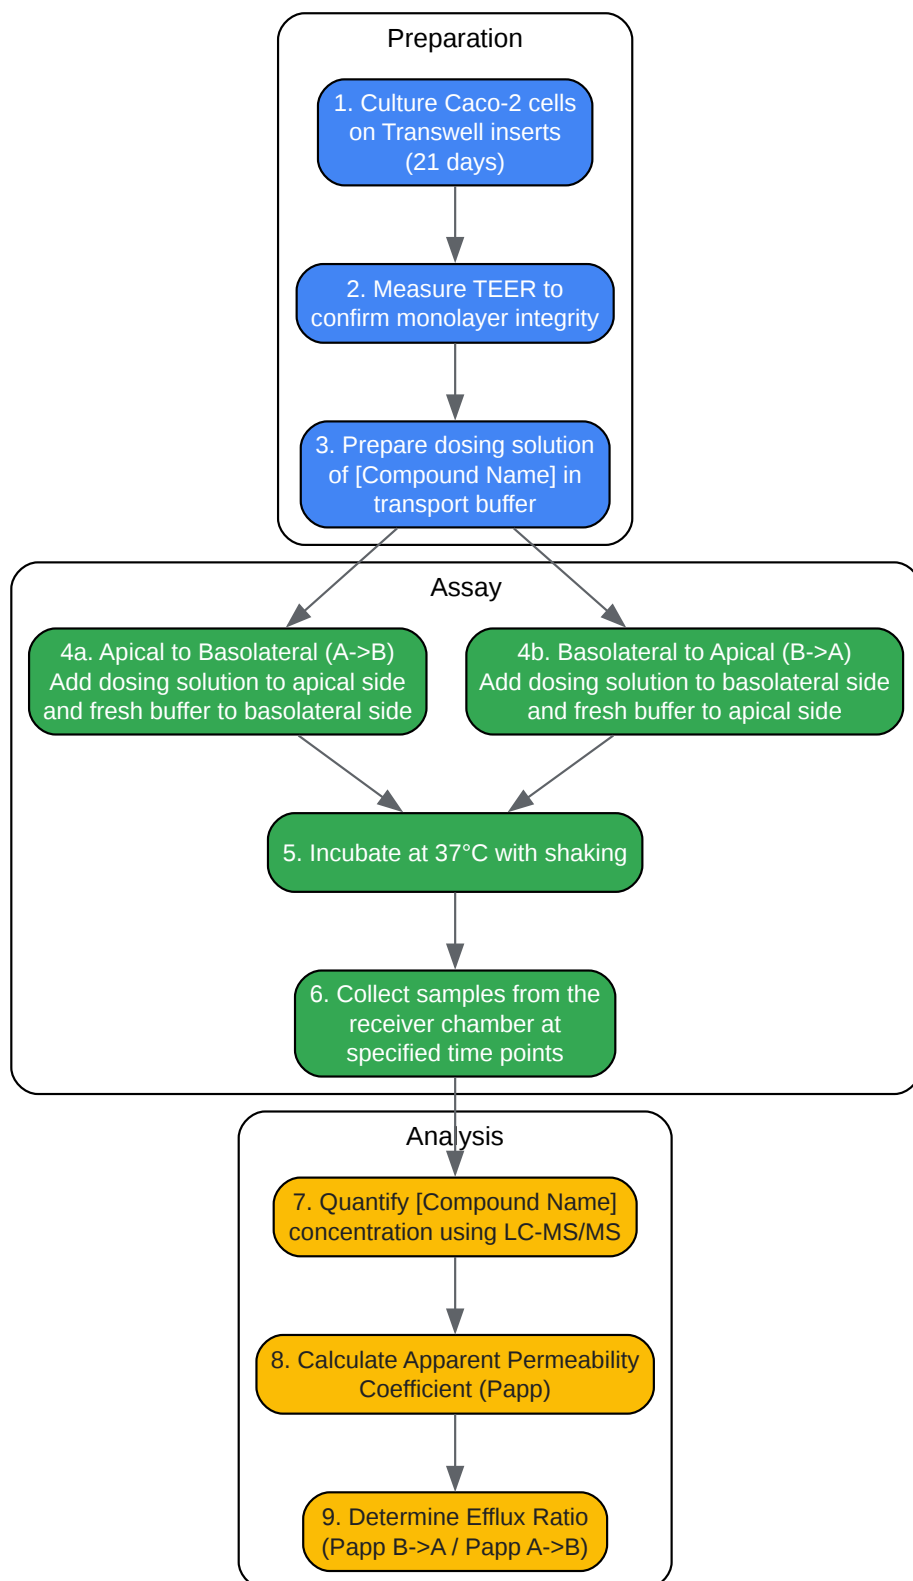 Preparation
1. Culture Caco-2 cells
on Transwell inserts
(21 days)
2. Measure TEER to
confirm monolayer integrity
3. Prepare dosing solution
of [Compound Name] in
transport buffer
Assay
4a. Apical to Basolateral (A->B)
Add dosing solution to apical side
and fresh buffer to basolateral side
4b. Basolateral to Apical (B->A)
Add dosing solution to basolateral side
and fresh buffer to apical side
5. Incubate at 37°C with shaking
6. Collect samples from the
receiver chamber at
specified time points
Analysis
7. Quantify [Compound Name]
concentration using LC-MS/MS
8. Calculate Apparent Permeability
Coefficient (Papp)
9. Determine Efflux Ratio
(Papp B->A / Papp A->B)